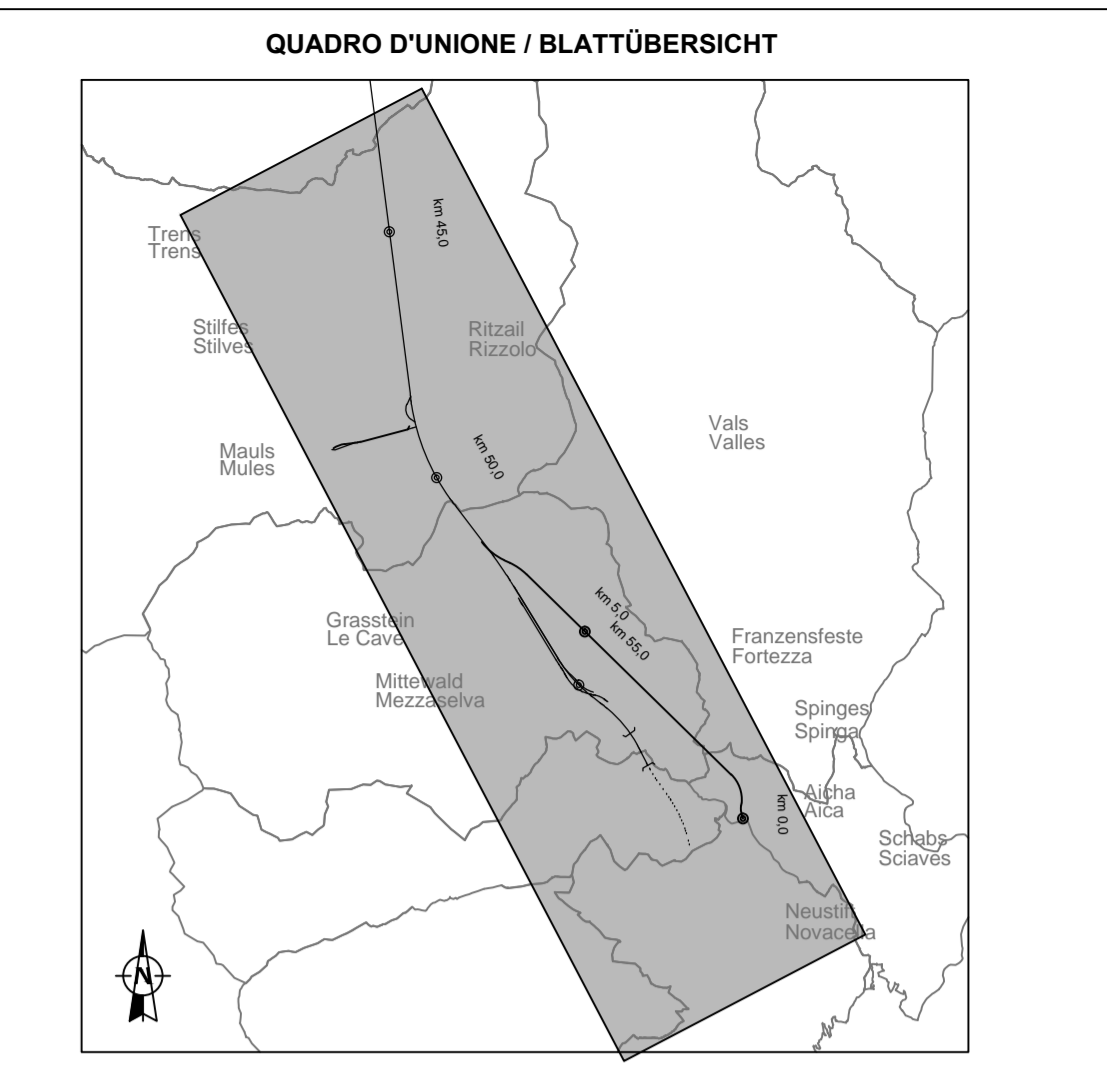 QUADRO D'UNIONE / BLATTÜBERSICHT
km 45,0
Trens
Trens
Stilfes
Stilves
Ritzail
Rizzolo
Vals
Valles
Mauls
Mules
km 50,0
km 5,0
km 55,0
Grasstein
Le Cave
Franzensfeste
Fortezza
Mittewald
Mezzaselva
Spinges
Spinga
Aicha
Aica
km 0,0
Schabs
Sciaves
Neustift
Novacella
N